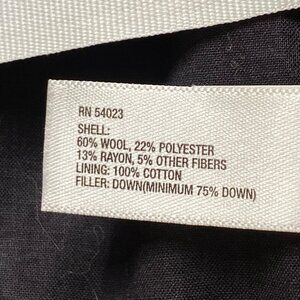 RN 54023
SHELL:
60% WOOL, 22% POLYESTER
13% RAYON, 5% OTHER FIBERS
LINING: 100% COTTON
FILLER: DOWN(MINIMUM 75% DOWN)